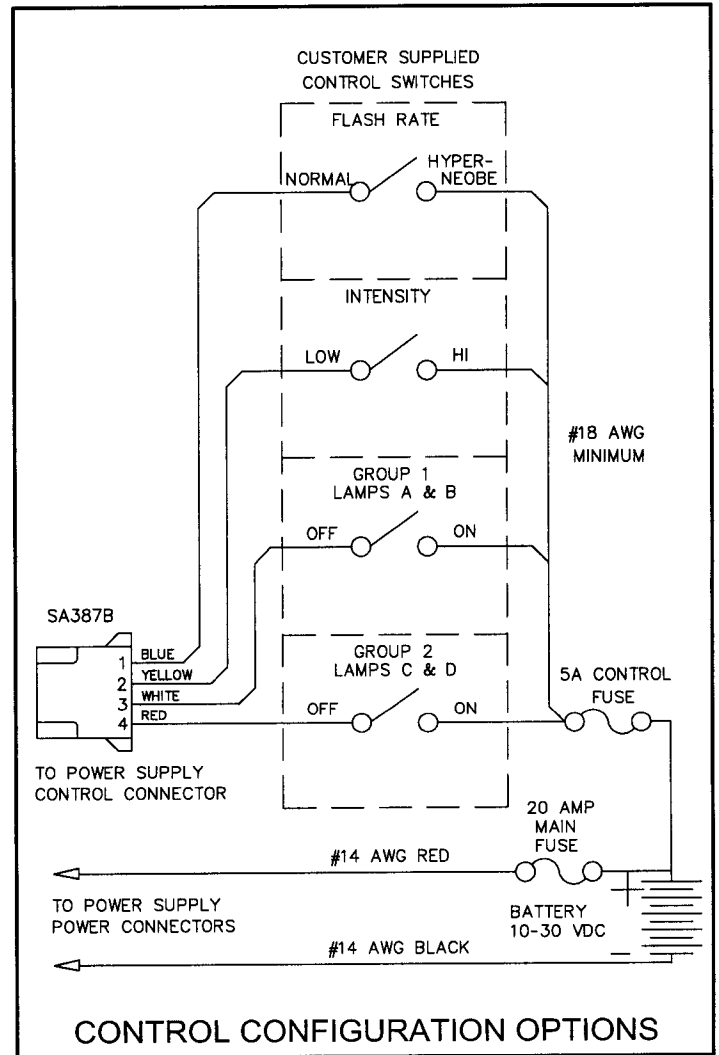 CUSTOMER SUPPLIED
CONTROL SWITCHES
FLASH RATE
NORMAL
HYPER-
NEOBE
INTENSITY
LOW
HI
#18 AWG
MINIMUM
GROUP 1
LAMPS A & B
OFF
ON
SA387B
1 BLUE
2 YELLOW
3 WHITE
4 RED
GROUP 2
LAMPS C & D
OFF
ON
5A CONTROL
FUSE
TO POWER SUPPLY
CONTROL CONNECTOR
20 AMP
MAIN
FUSE
#14 AWG RED
TO POWER SUPPLY
POWER CONNECTORS
BATTERY
10-30 VDC
#14 AWG BLACK
CONTROL CONFIGURATION OPTIONS